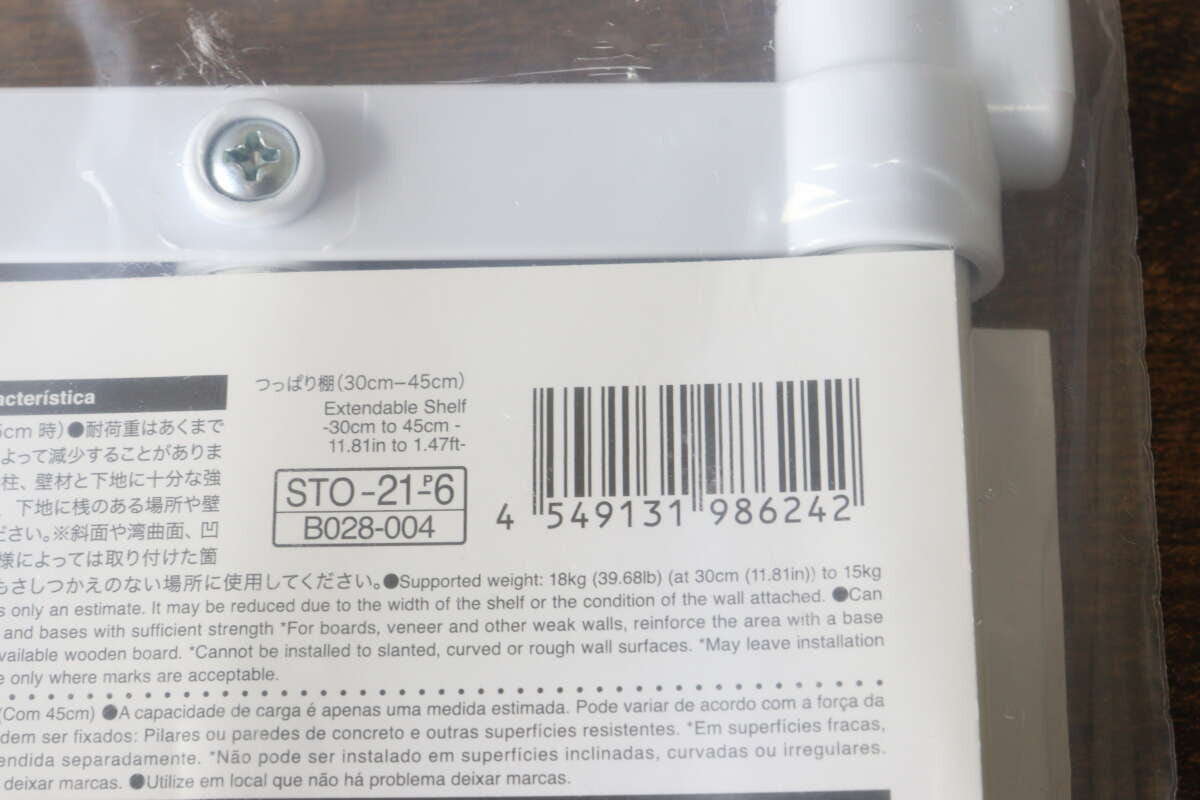 acterística
つっぱり棚(30cm−45cm)
Extendable Shelf
-30cm to 45cm -
11.81in to 1.47ft-
STO-21-P6
B028-004
4 549131 986242
5cm 時)●耐荷重はあくまで
よって減少することがありま
柱、壁材と下地に十分な強
、下地に桟のある場所や壁
ださい。※斜面や湾曲面、凹
様によっては取り付けた箇
もさしつかえのない場所に使用してください。●Supported weight: 18kg (39.68lb) (at 30cm (11.81in)) to 15kg
s only an estimate. It may be reduced due to the width of the shelf or the condition of the wall attached. ●Can
and bases with sufficient strength *For boards, veneer and other weak walls, reinforce the area with a base
vailable wooden board. *Cannot be installed to slanted, curved or rough wall surfaces. *May leave installation
e only where marks are acceptable.
(Com 45cm) ●A capacidade de carga é apenas uma medida estimada. Pode variar de acordo com a força da
dem ser fixados: Pilares ou paredes de concreto e outras superfícies resistentes. *Em superfícies fracas,
endida separadamente. *Não pode ser instalado em superfícies inclinadas, curvadas ou irregulares.
deixar marcas. ●Utilize em local que não há problema deixar marcas.